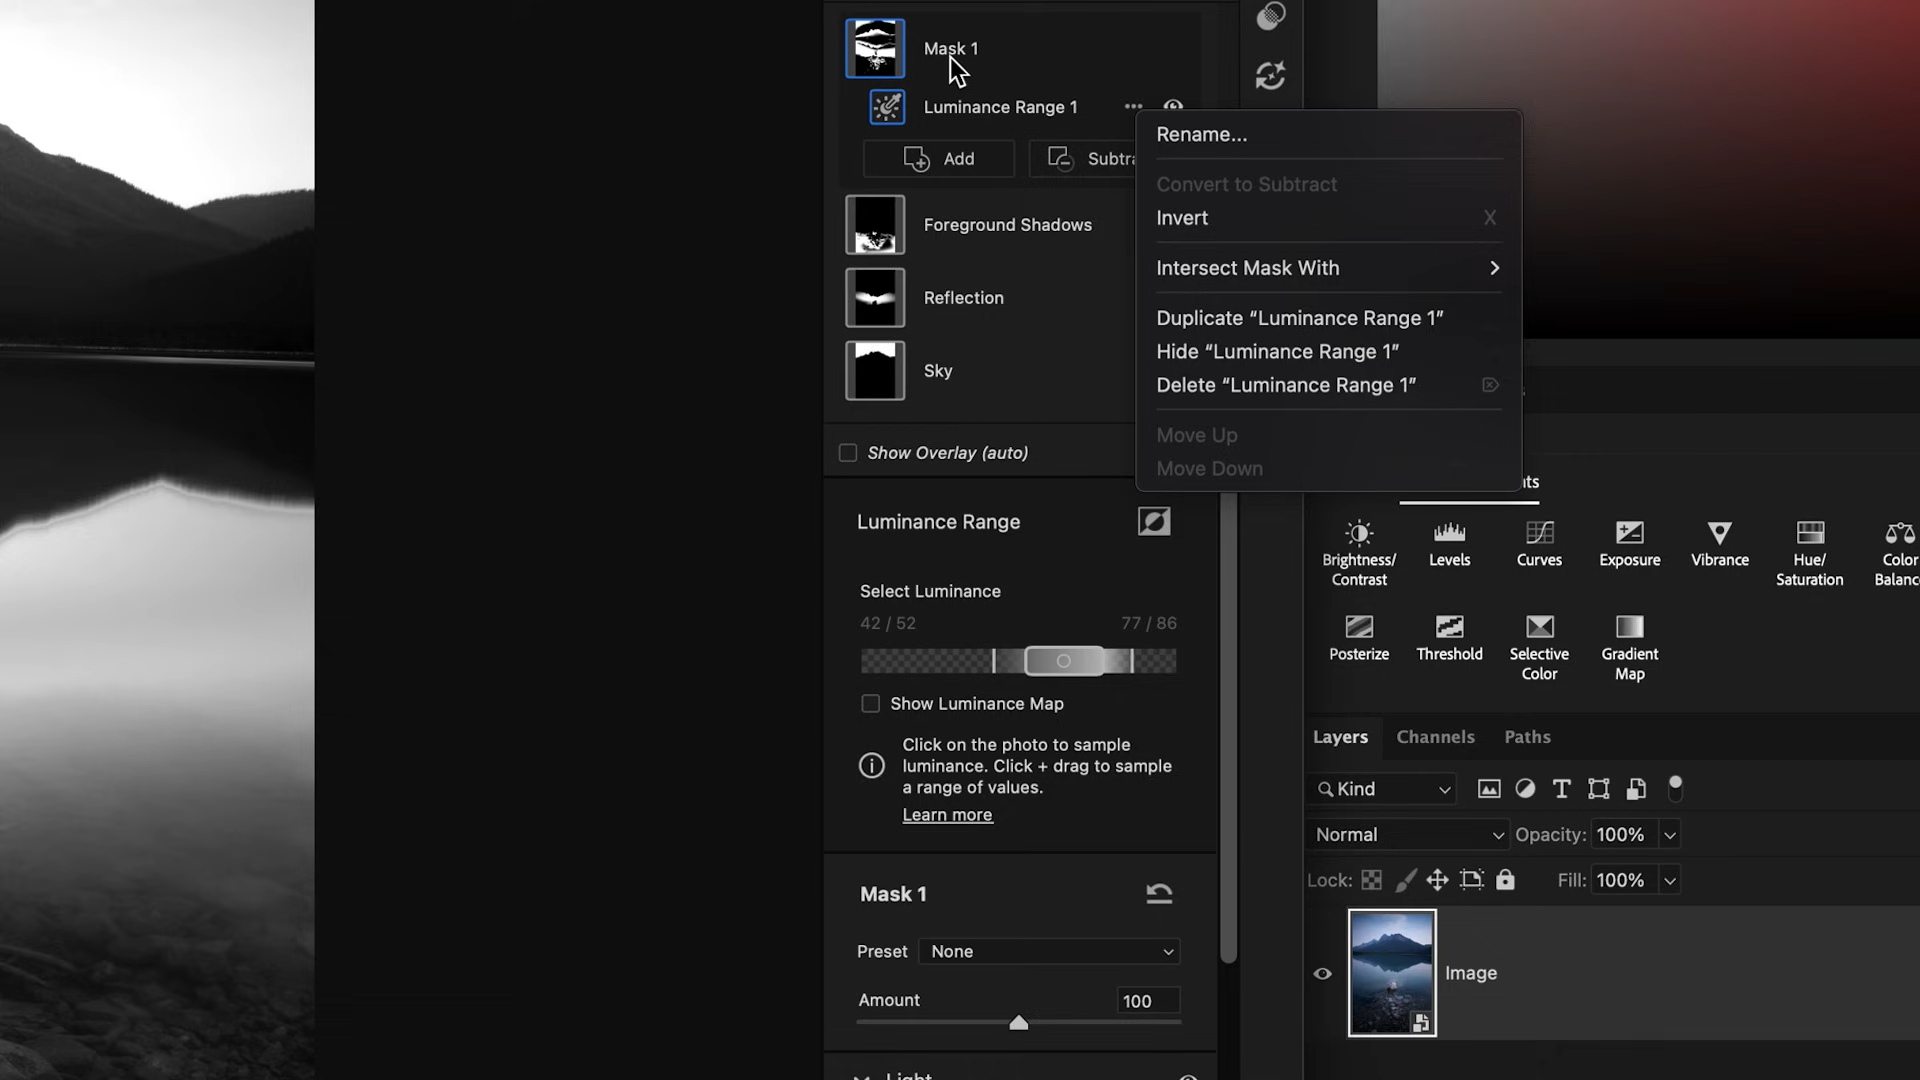 Mask 1
Luminance Range 1
Add
Subtra
Foreground Shadows
Reflection
Sky
Show Overlay (auto)
Rename...
Convert to Subtract
Invert X
Intersect Mask With
Duplicate “Luminance Range 1”
Hide “Luminance Range 1”
Delete “Luminance Range 1”
Move Up
Move Down
Luminance Range
Select Luminance
42 / 52 77 / 86
Show Luminance Map
Click on the photo to sample
luminance. Click + drag to sample
a range of values.
Learn more
Mask 1
Preset None
Amount 100
Light
nts
Brightness/
Contrast
Levels
Curves
Exposure
Vibrance
Hue/
Saturation
Color
Balanc
Posterize
Threshold
Selective
Color
Gradient
Map
Layers Channels Paths
Kind
Normal Opacity: 100%
Lock: Fill: 100%
Image